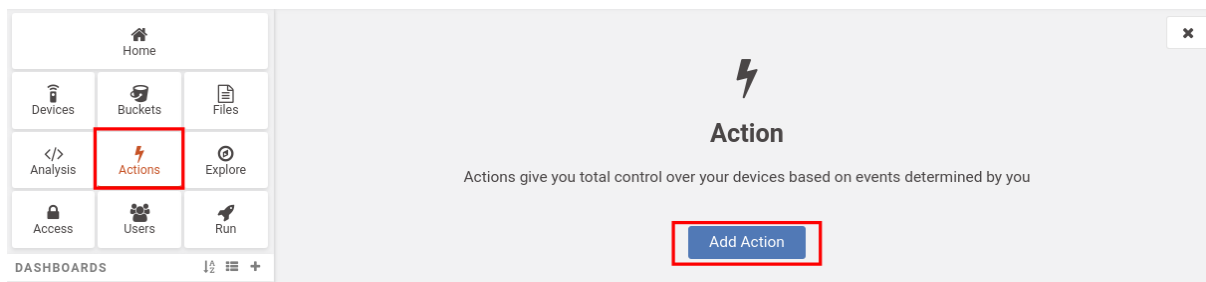 Home
Devices
Buckets
Files
Analysis
Actions
Explore
Access
Users
Run
DASHBOARDS
Action
Actions give you total control over your devices based on events determined by you
Add Action